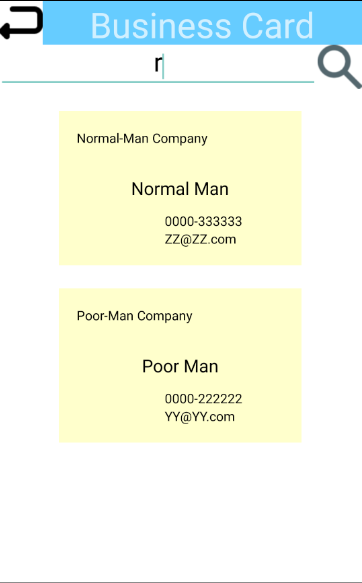 Business Card
r
Normal-Man Company
Normal Man
0000-333333
ZZ@ZZ.com
Poor-Man Company
Poor Man
0000-222222
YY@YY.com